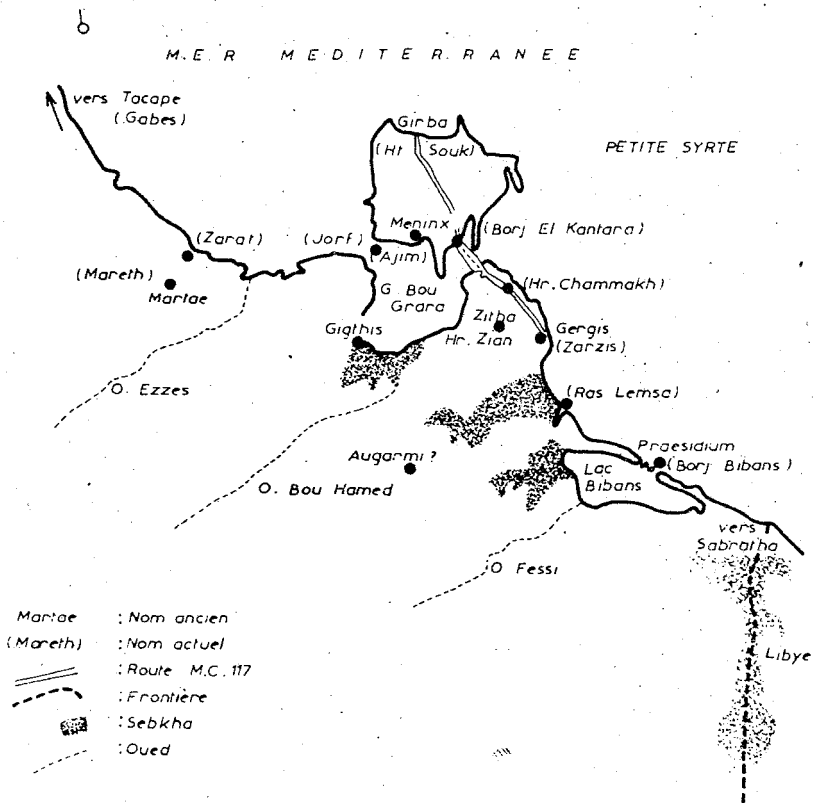 M.E.R MEDITERRANEE
vers Tacape
(Gabes)
Girba
(Ht Souk)
PETITE SYRTE
Meninx
(Borj El Kantara)
(Zarat)
(Jorf)
(Ajim)
(Mareth)
Martae
G. Bou
Grara
(Hr. Chammakh)
Zitha
Hr. Zian
Gergis
(Zarzis)
Gigthis
O. Ezzes
(Ras Lemsa)
Augarmi ?
Praesidium
(Borj Bibans)
Lac
Bibans
O. Bou Hamed
vers
Sabratha
O Fessi
Libye
Martae : Nom ancien
(Mareth) : Nom actuel
: Route M.C. 117
: Frontière
: Sebkha
: Oued